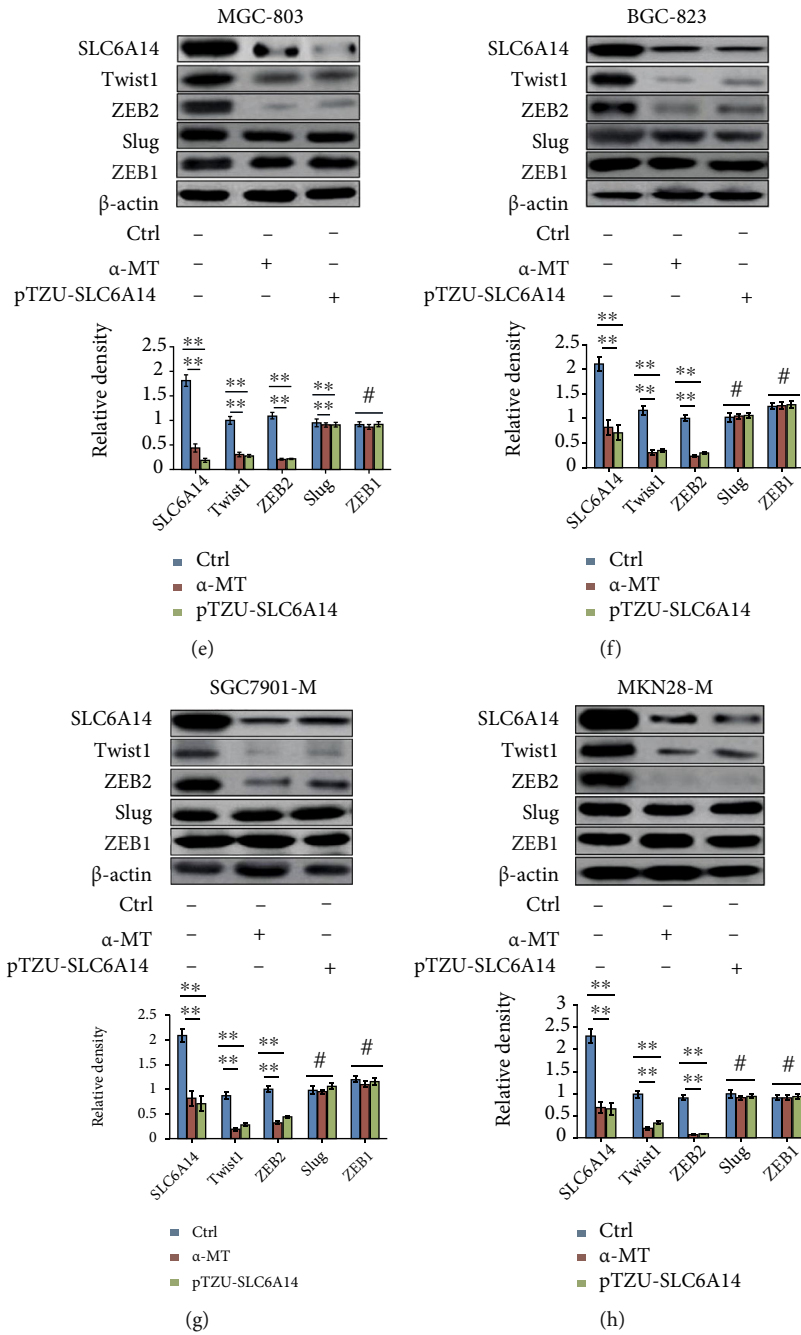 MGC-803
SLC6A14
Twist1
ZEB2
Slug
ZEB1
β-actin
Ctrl – – –
α-MT – + –
pTZU-SLC6A14 – – +
Relative density
2.5
2
1.5
1
0.5
0
** ** ** ** #
** ** ** **
SLC6A14 Twist1 ZEB2 Slug ZEB1
Ctrl
α-MT
pTZU-SLC6A14
(e)
BGC-823
SLC6A14
Twist1
ZEB2
Slug
ZEB1
β-actin
Ctrl – – –
α-MT – + –
pTZU-SLC6A14 – – +
Relative density
2.5
2
1.5
1
0.5
0
** ** ** # #
** ** **
SLC6A14 Twist1 ZEB2 Slug ZEB1
Ctrl
α-MT
pTZU-SLC6A14
(f)
SGC7901-M
SLC6A14
Twist1
ZEB2
Slug
ZEB1
β-actin
Ctrl – – –
α-MT – + –
pTZU-SLC6A14 – – +
Relative density
2.5
2
1.5
1
0.5
0
** ** ** # #
** ** **
SLC6A14 Twist1 ZEB2 Slug ZEB1
Ctrl
α-MT
pTZU-SLC6A14
(g)
MKN28-M
SLC6A14
Twist1
ZEB2
Slug
ZEB1
β-actin
Ctrl – – –
α-MT – + –
pTZU-SLC6A14 – – +
Relative density
3
2.5
2
1.5
1
0.5
0
** ** ** # #
** ** **
SLC6A14 Twist1 ZEB2 Slug ZEB1
Ctrl
α-MT
pTZU-SLC6A14
(h)